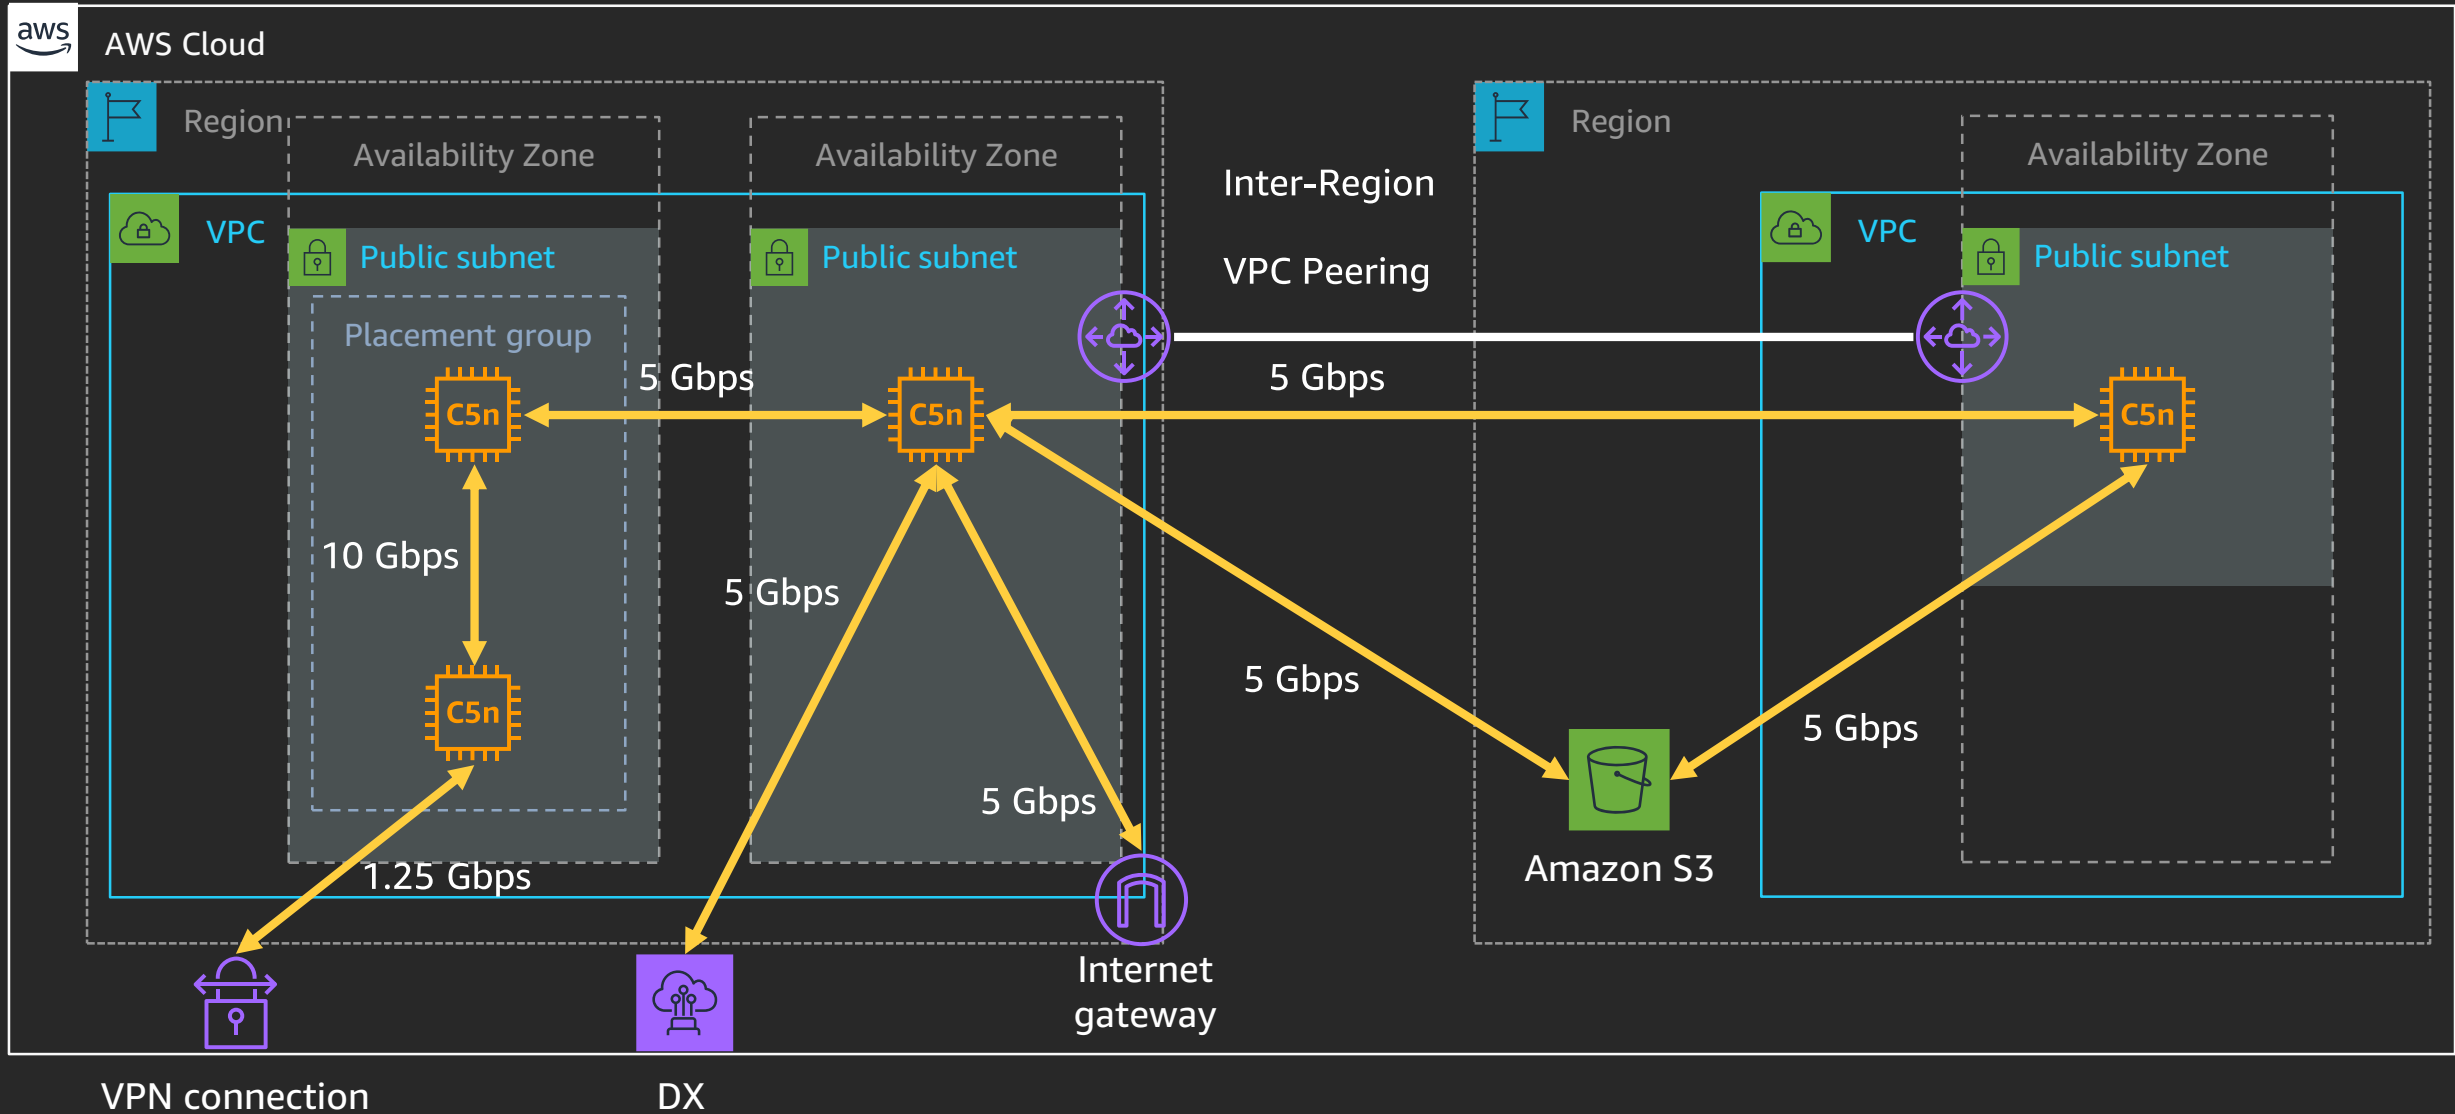 aws
AWS Cloud
Region
Availability Zone
Availability Zone
VPC
Public subnet
Public subnet
Placement group
C5n
5 Gbps
C5n
10 Gbps
C5n
1.25 Gbps
5 Gbps
5 Gbps
Inter-Region
VPC Peering
5 Gbps
5 Gbps
Region
Availability Zone
VPC
Public subnet
C5n
5 Gbps
Amazon S3
Internet
gateway
VPN connection
DX